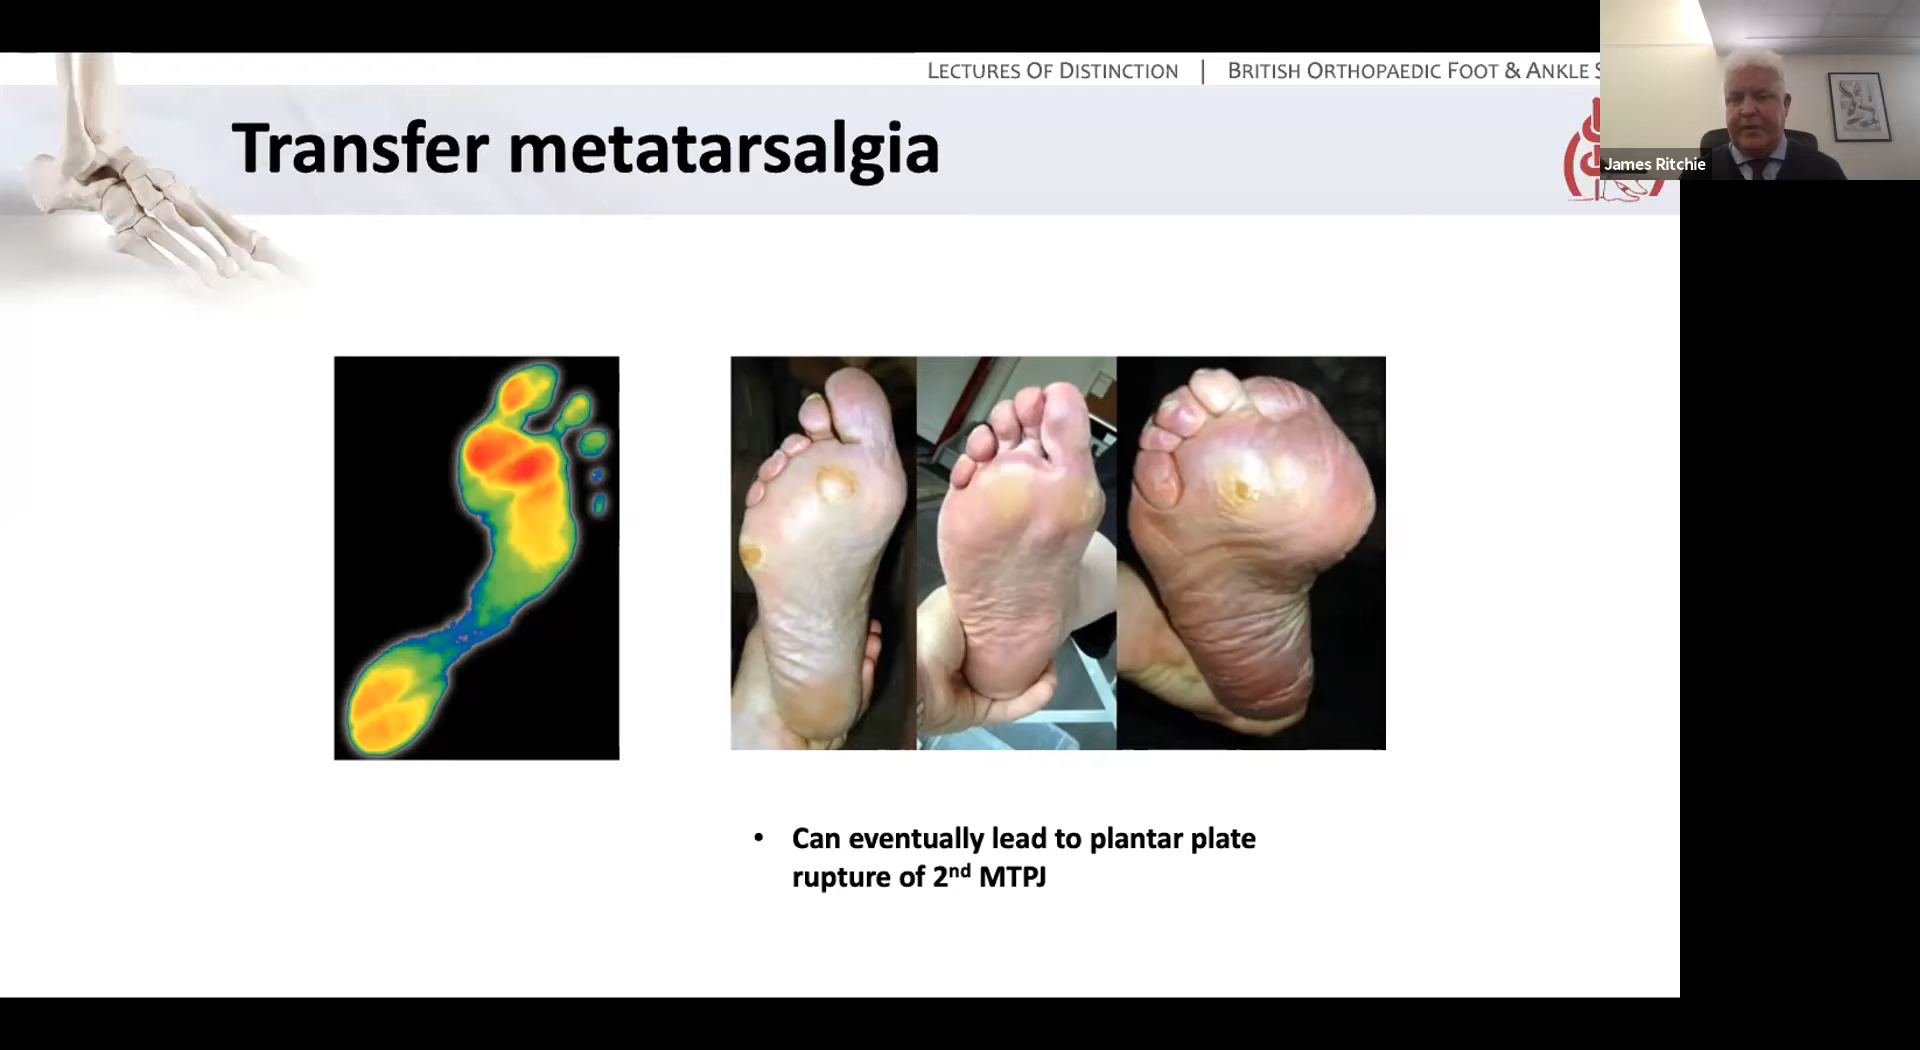 LECTURES OF DISTINCTION | BRITISH ORTHOPAEDIC FOOT & ANKLE S
Transfer metatarsalgia
James Ritchie
• Can eventually lead to plantar plate
rupture of 2nd MTPJ